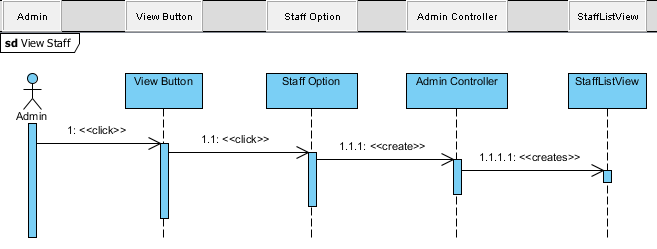 Admin View Button Staff Option Admin Controller StaffListView
sd View Staff
View Button Staff Option Admin Controller StaffListView
Admin
1: <<click>>
1.1: <<click>>
1.1.1: <<create>>
1.1.1.1: <<creates>>